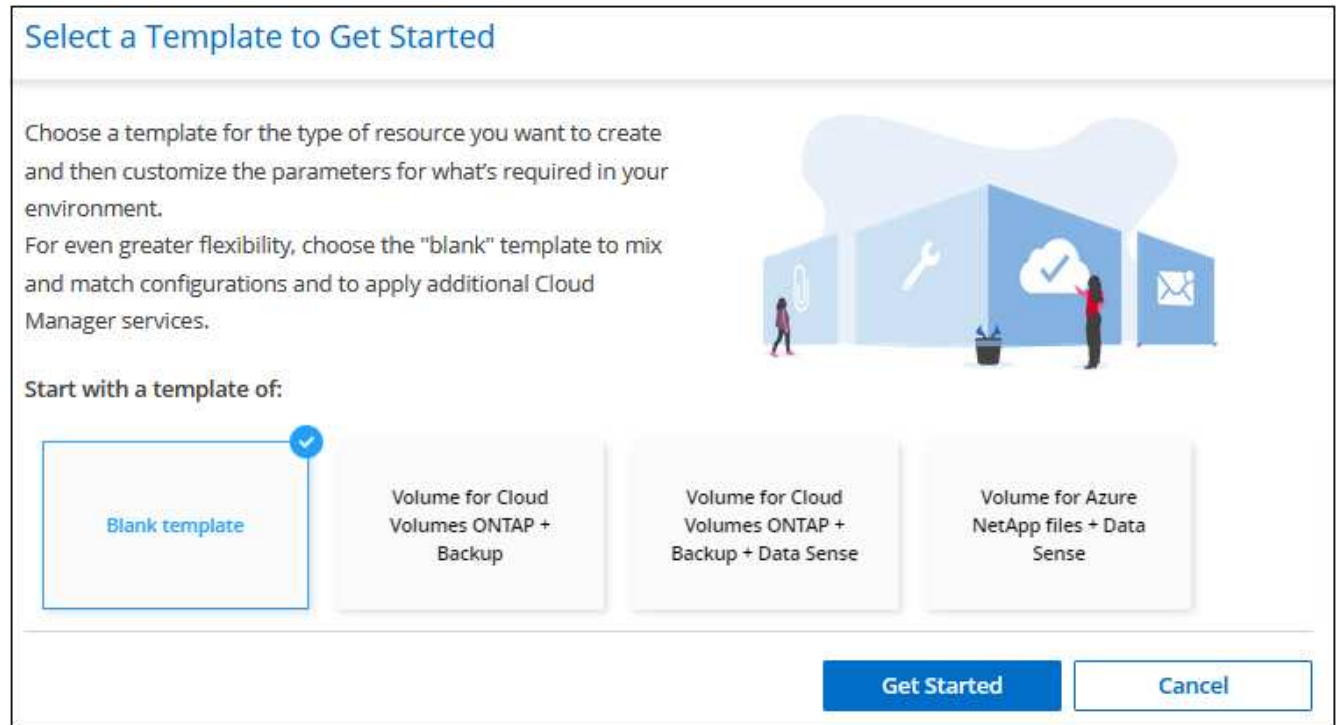 Select a Template to Get Started
Choose a template for the type of resource you want to create
and then customize the parameters for what's required in your
environment.
For even greater flexibility, choose the "blank" template to mix
and match configurations and to apply additional Cloud
Manager services.
Start with a template of:
Blank template
Volume for Cloud
Volumes ONTAP +
Backup
Volume for Cloud
Volumes ONTAP +
Backup + Data Sense
Volume for Azure
NetApp files + Data
Sense
Get Started
Cancel